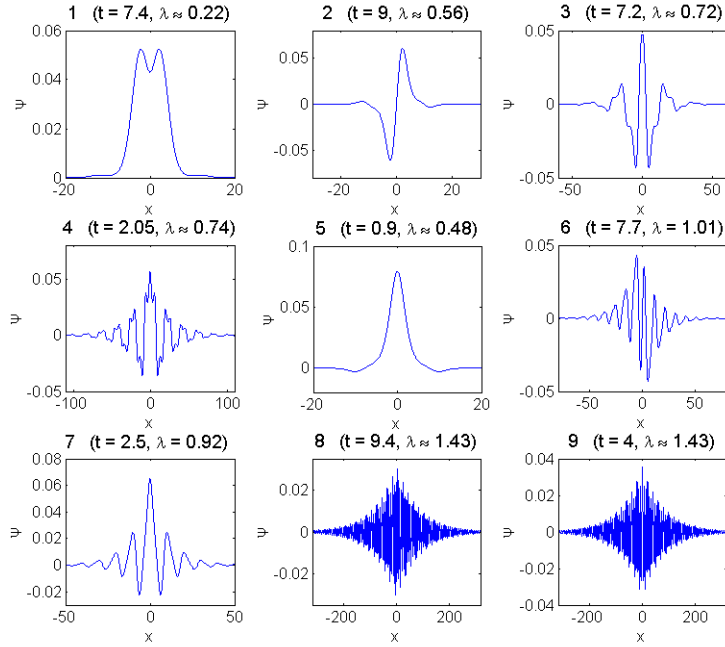 1 (t = 7.4, λ ≈ 0.22)
2 (t = 9, λ ≈ 0.56)
3 (t = 7.2, λ ≈ 0.72)
0.06
0.04
0.02
0
ψ
-20 0 20
x
0.05
0
-0.05
ψ
-20 0 20
x
0.05
0
-0.05
ψ
-50 0 50
x
4 (t = 2.05, λ ≈ 0.74)
5 (t = 0.9, λ ≈ 0.48)
6 (t = 7.7, λ = 1.01)
0.05
0
-0.05
ψ
-100 0 100
x
0.1
0.05
0
ψ
-20 0 20
x
0.05
0
-0.05
ψ
-50 0 50
x
7 (t = 2.5, λ = 0.92)
8 (t = 9.4, λ ≈ 1.43)
9 (t = 4, λ ≈ 1.43)
0.08
0.06
0.04
0.02
0
-0.02
ψ
-50 0 50
x
0.02
0
-0.02
ψ
-200 0 200
x
0.04
0.02
0
-0.02
-0.04
ψ
-200 0 200
x